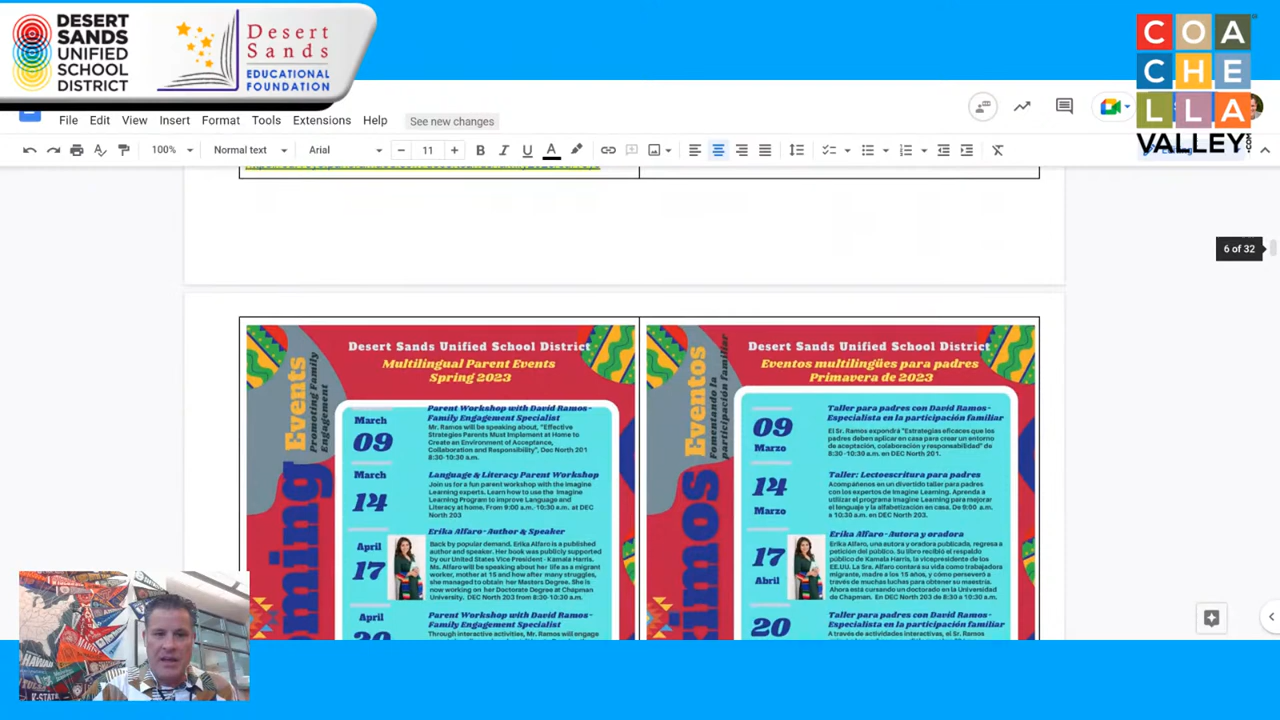 DESERT
SANDS
UNIFIED
SCHOOL
DISTRICT
Desert
Sands
EDUCATIONAL
FOUNDATION
COA
CHE
LLA
VALLEY
File Edit View Insert Format Tools Extensions Help See new changes
100% Normal text Arial 11
6 of 32
Events
Promoting Family
Engagement
Desert Sands Unified School District
Multilingual Parent Events
Spring 2023
March
09
Parent Workshop with David Ramos-
Family Engagement Specialist
Mr. Ramos will be speaking about, "Effective
Strategies Parents Must Implement at Home to
Create an Environment of Acceptance,
Collaboration and Responsibility", Dec North 201
8:30-10:30 a.m.
March
14
Language & Literacy Parent Workshop
Join us for a fun parent workshop with the Imagine
Learning experts. Learn how to use the Imagine
Learning Program to improve Language and
Literacy at home. From 9:00 a.m.-10:30 a.m. at DEC
North 203
April
17
Erika Alfaro-Author & Speaker
Back by popular demand. Erika Alfaro is a published
author and speaker. Her book was publicly supported
by our United States Vice President - Kamala Harris.
Ms. Alfaro will be speaking about her life as a migrant
worker, mother at 15 and how after many struggles,
she managed to obtain her Masters Degree. She is
now working on her Doctorate Degree at Chapman
University. DEC North 203 from 8:30-10:30 a.m.
April
20
Parent Workshop with David Ramos-
Family Engagement Specialist
Through interactive activities, Mr. Ramos will engage
Eventos
Fomentando la
participación familiar
Desert Sands Unified School District
Eventos multilingües para padres
Primavera de 2023
09
Marzo
Taller para padres con David Ramos-
Especialista en la participación familiar
El Sr. Ramos expondrá "Estrategias eficaces que los
padres deben aplicar en casa para crear un entorno
de aceptación, colaboración y responsabilidad" de
8:30-10:30 a.m. en DEC North 201.
14
Marzo
Taller: Lectoescritura para padres
Acompáñenos en un divertido taller para padres
con los expertos de Imagine Learning. Aprenda a
utilizar el programa Imagine Learning para mejorar
el lenguaje y la alfabetización en casa. De 9:00 a.m.
a 10:30 a.m. en DEC North 203.
17
Abril
Erika Alfaro-Autora y oradora
Erika Alfaro, una autora y oradora publicada, regresa a
petición del público. Su libro recibió el respaldo
público de Kamala Harris, la vicepresidente de los
EE.UU. La Sra. Alfaro contará su vida como trabajadora
migrante, madre a los 15 años, y cómo perseveró a
través de muchas luchas para obtener su maestría.
Ahora está cursando un doctorado en la Universidad
de Chapman. En DEC North 203 de 8:30 a 10:30 a.m.
20
Taller para padres con David Ramos-
Especialista en la participación familiar
A través de actividades interactivas, el Sr. Ramos
HAWAII
K-STATE